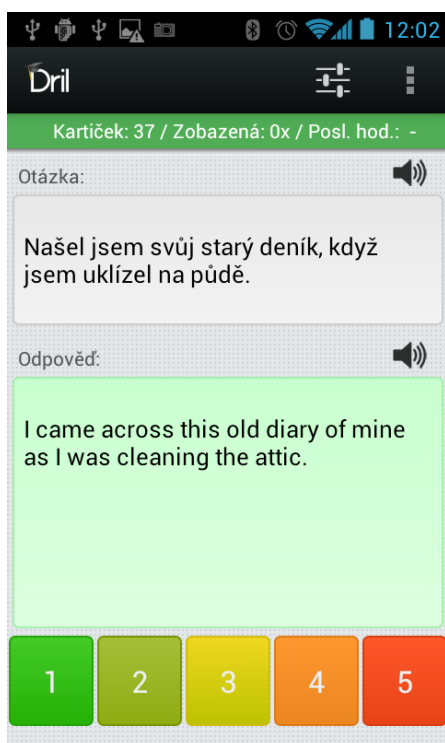 12:02
Dril
Kartiček: 37 / Zobazená: 0x / Posl. hod.: -
Otázka:
Našel jsem svůj starý deník, když
jsem uklízel na půdě.
Odpověď:
I came across this old diary of mine
as I was cleaning the attic.
1 2 3 4 5